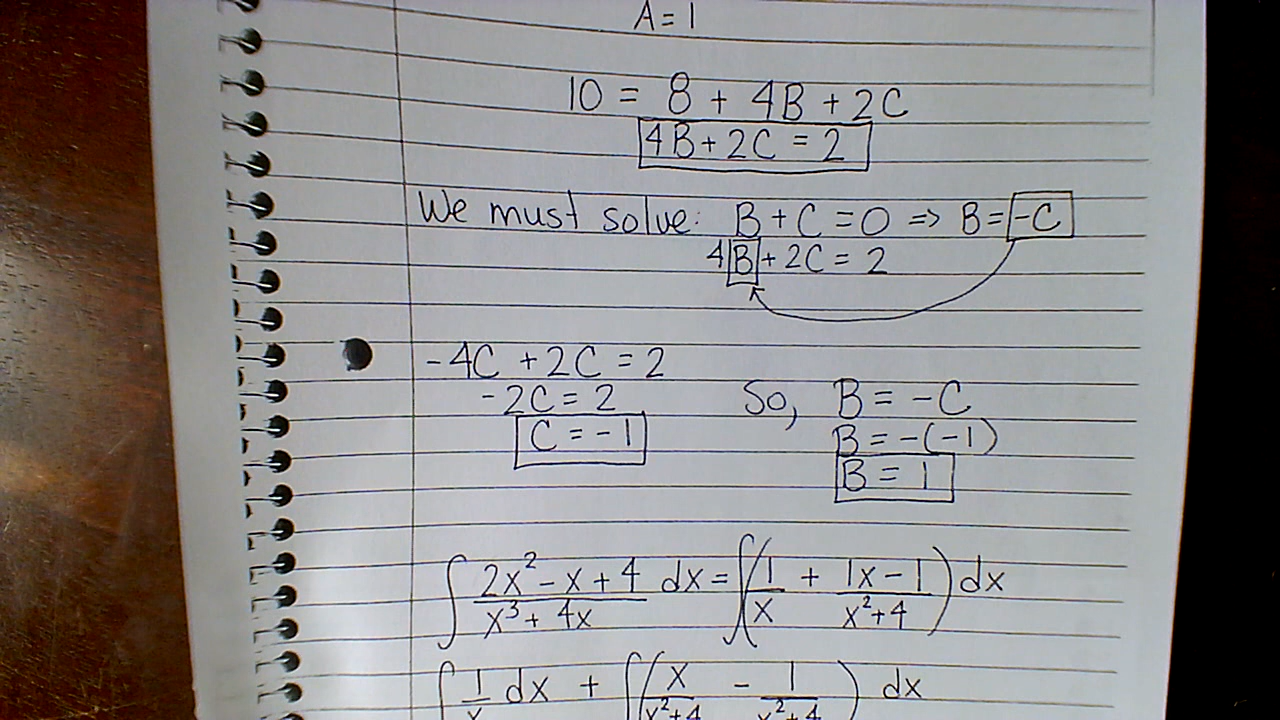 A = 1
10 = 8 + 4B + 2C
4B + 2C = 2
We must solve: B + C = 0 => B = -C
4B + 2C = 2
-4C + 2C = 2
-2C = 2
C = -1
So, B = -C
B = -(-1)
B = 1
∫ (2x² - x + 4)/(x³ + 4x) dx = ∫(1/x + (1x - 1)/(x² + 4)) dx
∫ 1/x dx + ∫(x/(x² + 4) - 1/(x² + 4)) dx